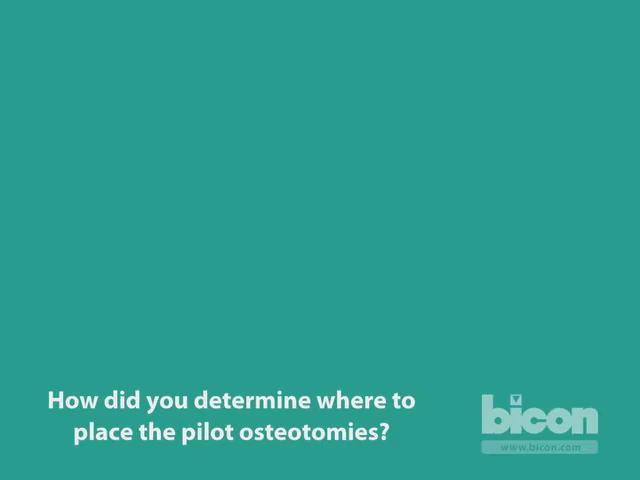 How did you determine where to
place the pilot osteotomies?
bicon
www.bicon.com